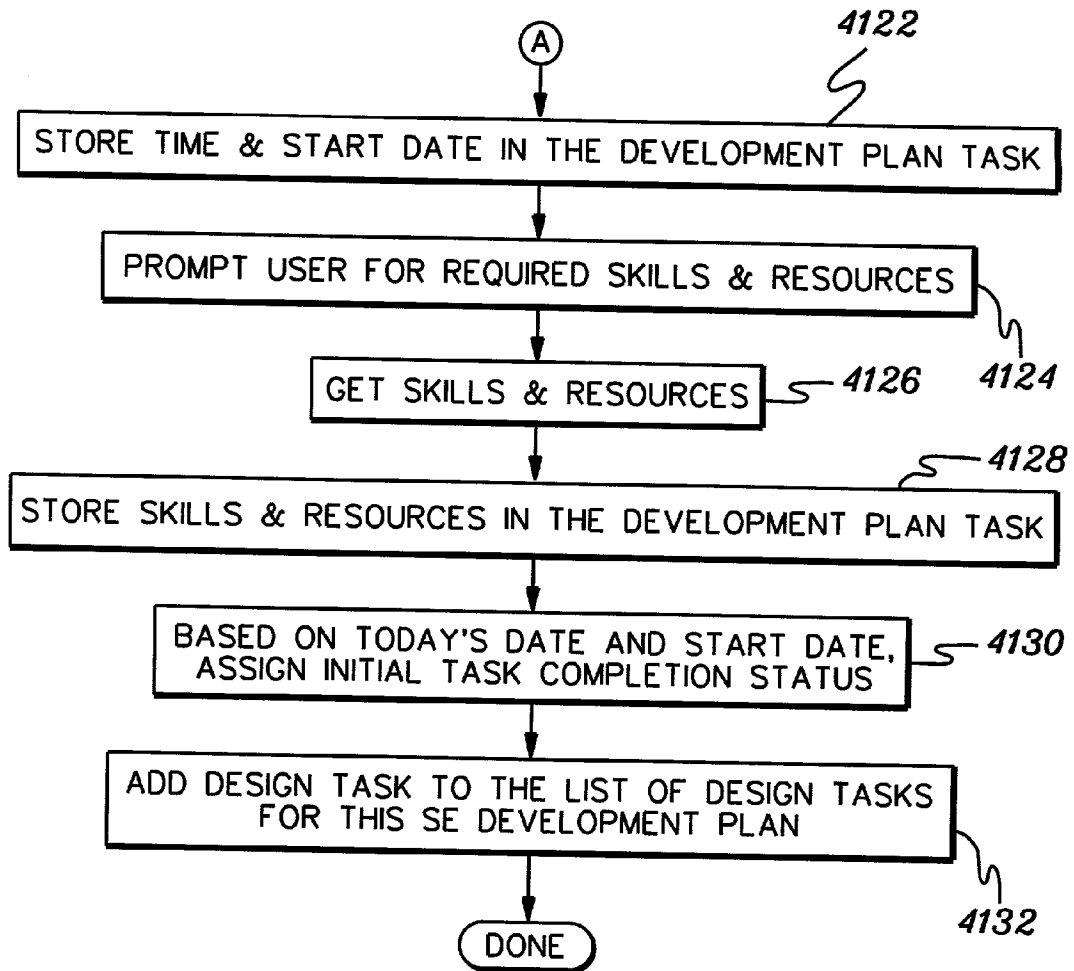 A
4122
STORE TIME & START DATE IN THE DEVELOPMENT PLAN TASK
PROMPT USER FOR REQUIRED SKILLS & RESOURCES
4124
GET SKILLS & RESOURCES
4126
4128
STORE SKILLS & RESOURCES IN THE DEVELOPMENT PLAN TASK
BASED ON TODAY'S DATE AND START DATE,
ASSIGN INITIAL TASK COMPLETION STATUS
4130
ADD DESIGN TASK TO THE LIST OF DESIGN TASKS
FOR THIS SE DEVELOPMENT PLAN
4132
DONE